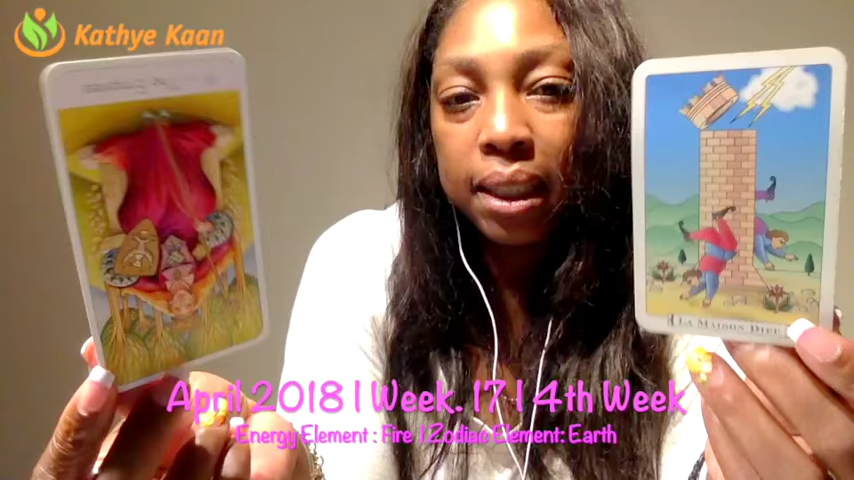 Kathye Kaan
LA MAISON DIEU
April 2018 | Week. 17 | 4th Week
Energy Element : Fire | Zodiac Element: Earth